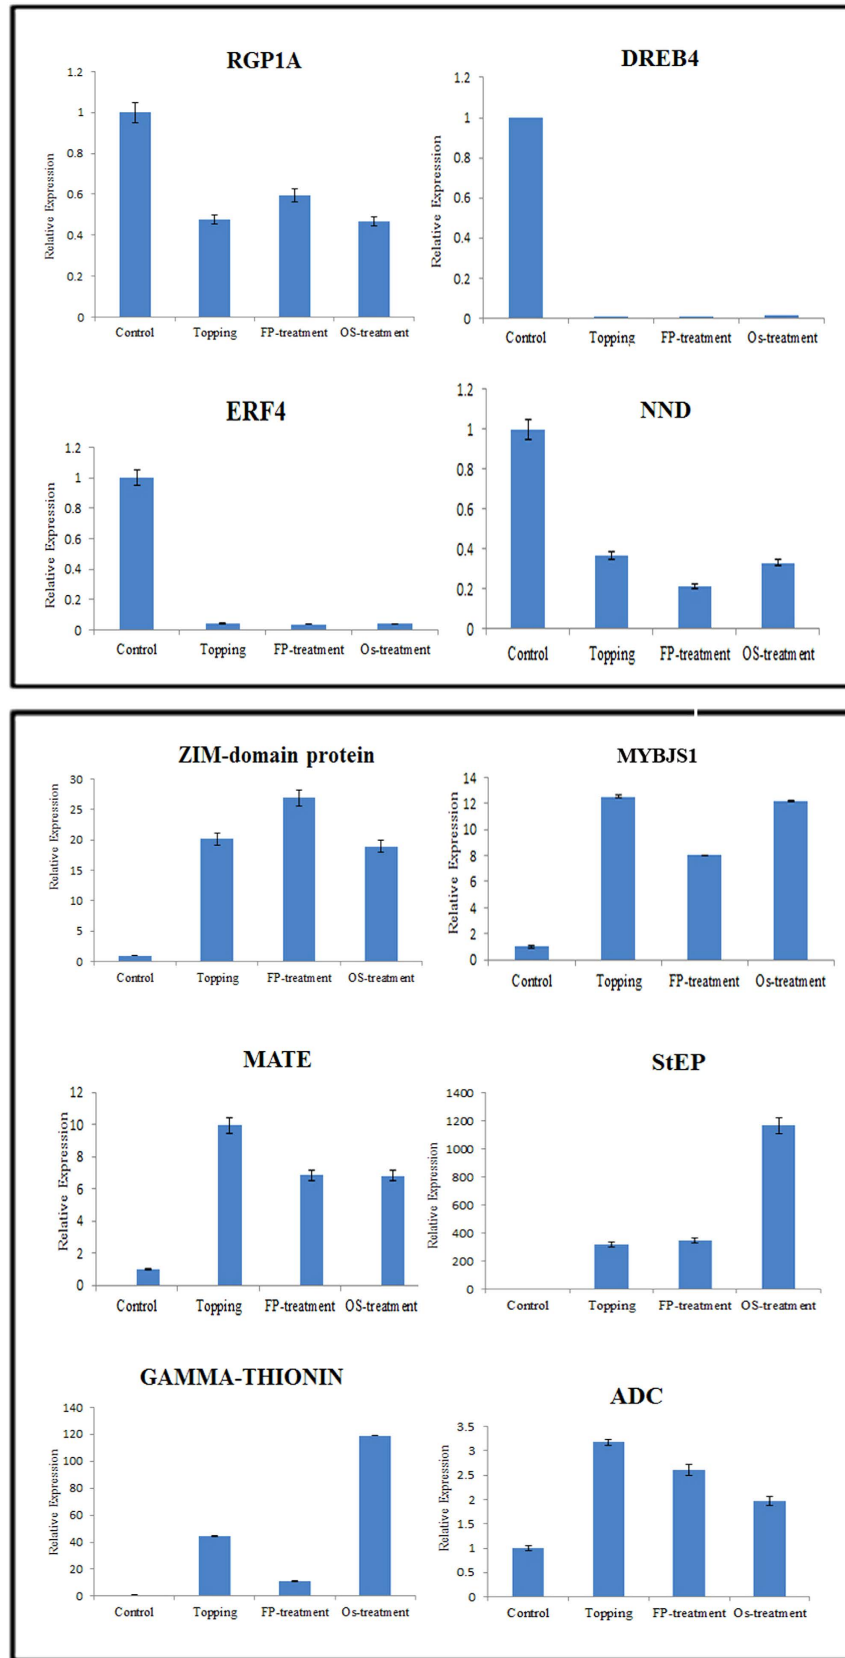 RGP1A
1.2
1
0.8
0.6
0.4
0.2
0
Relative Expression
Control Topping FP-treatment OS-treatment
DREB4
1.2
1
0.8
0.6
0.4
0.2
0
Relative Expression
Control Topping FP-treatment Os-treatment
ERF4
1.2
1
0.8
0.6
0.4
0.2
0
Relative Expression
Control Topping FP-treatment Os-treatment
NND
1.2
1
0.8
0.6
0.4
0.2
0
Relative Expression
Control Topping FP-treatment OS-treatment
ZIM-domain protein
30
25
20
15
10
5
0
Relative Expression
Control Topping FP-treatment OS-treatment
MYBJS1
14
12
10
8
6
4
2
0
Relative Expression
Control Topping FP-treatment Os-treatment
MATE
12
10
8
6
4
2
0
Relative Expression
Control Topping FP-treatment OS-treatment
StEP
1400
1200
1000
800
600
400
200
0
Relative Expression
Control Topping FP-treatment OS-treatment
GAMMA-THIONIN
140
120
100
80
60
40
20
0
Relative Expression
Control Topping FP-treatment Os-treatment
ADC
3.5
3
2.5
2
1.5
1
0.5
0
Relative Expression
Control Topping FP-treatment Os-treatment